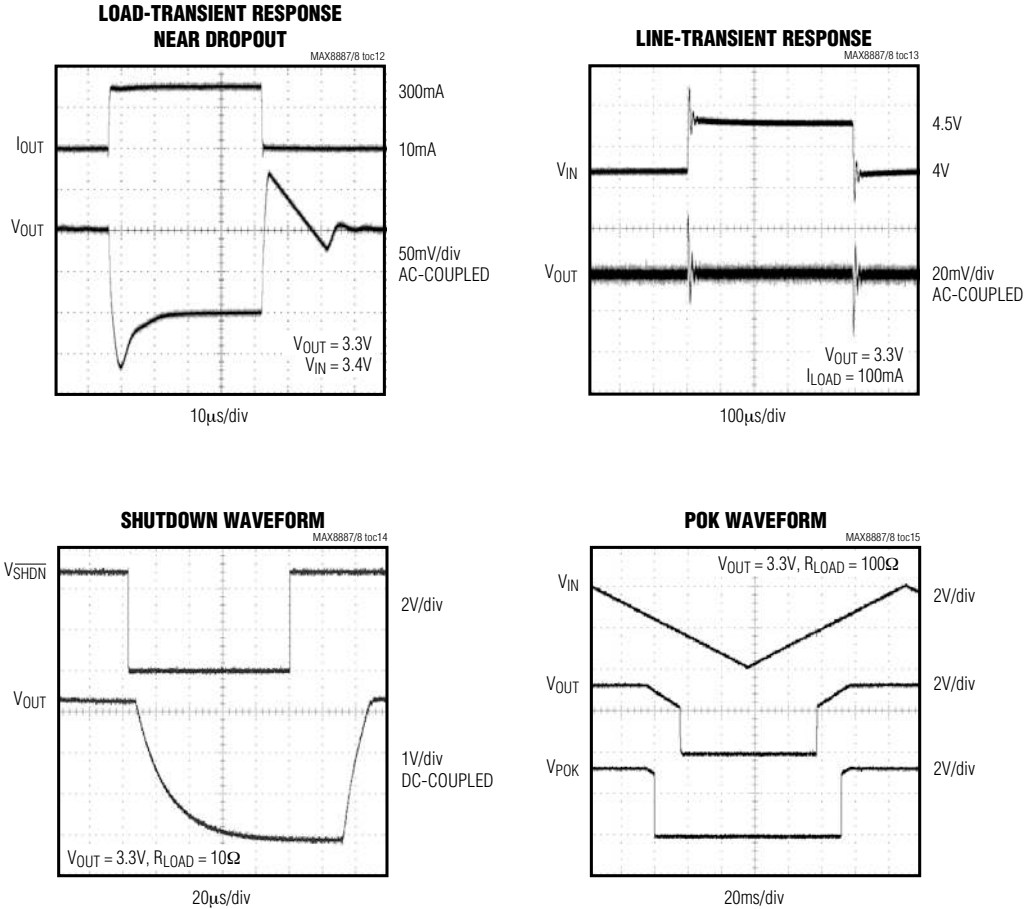 LOAD-TRANSIENT RESPONSE
NEAR DROPOUT
MAX8887/8 toc12
300mA
IOUT
10mA
VOUT
50mV/div
AC-COUPLED
VOUT = 3.3V
VIN = 3.4V
10μs/div
LINE-TRANSIENT RESPONSE
MAX8887/8 toc13
4.5V
VIN
4V
VOUT
20mV/div
AC-COUPLED
VOUT = 3.3V
ILOAD = 100mA
100μs/div
SHUTDOWN WAVEFORM
MAX8887/8 toc14
VSHDN
2V/div
VOUT
1V/div
DC-COUPLED
VOUT = 3.3V, RLOAD = 10Ω
20μs/div
POK WAVEFORM
MAX8887/8 toc15
VOUT = 3.3V, RLOAD = 100Ω
VIN
2V/div
VOUT
2V/div
VPOK
2V/div
20ms/div